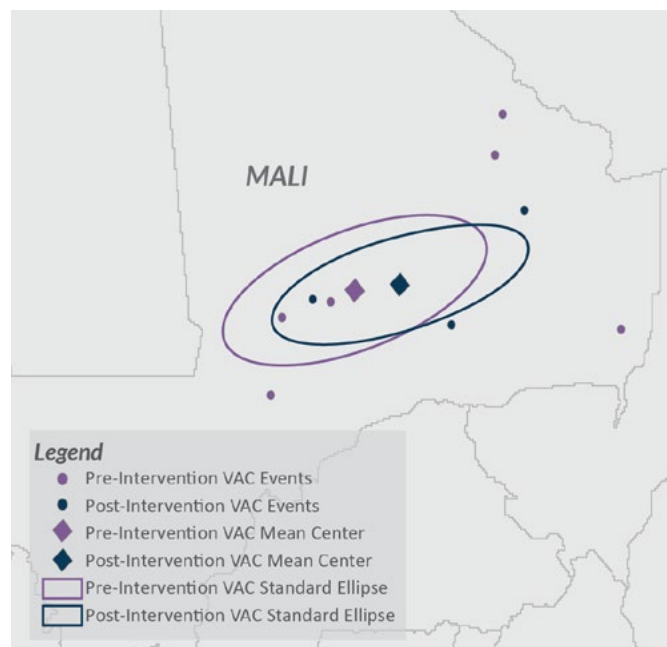 MALI
Legend
Pre-Intervention VAC Events
Post-Intervention VAC Events
Pre-Intervention VAC Mean Center
Post-Intervention VAC Mean Center
Pre-Intervention VAC Standard Ellipse
Post-Intervention VAC Standard Ellipse